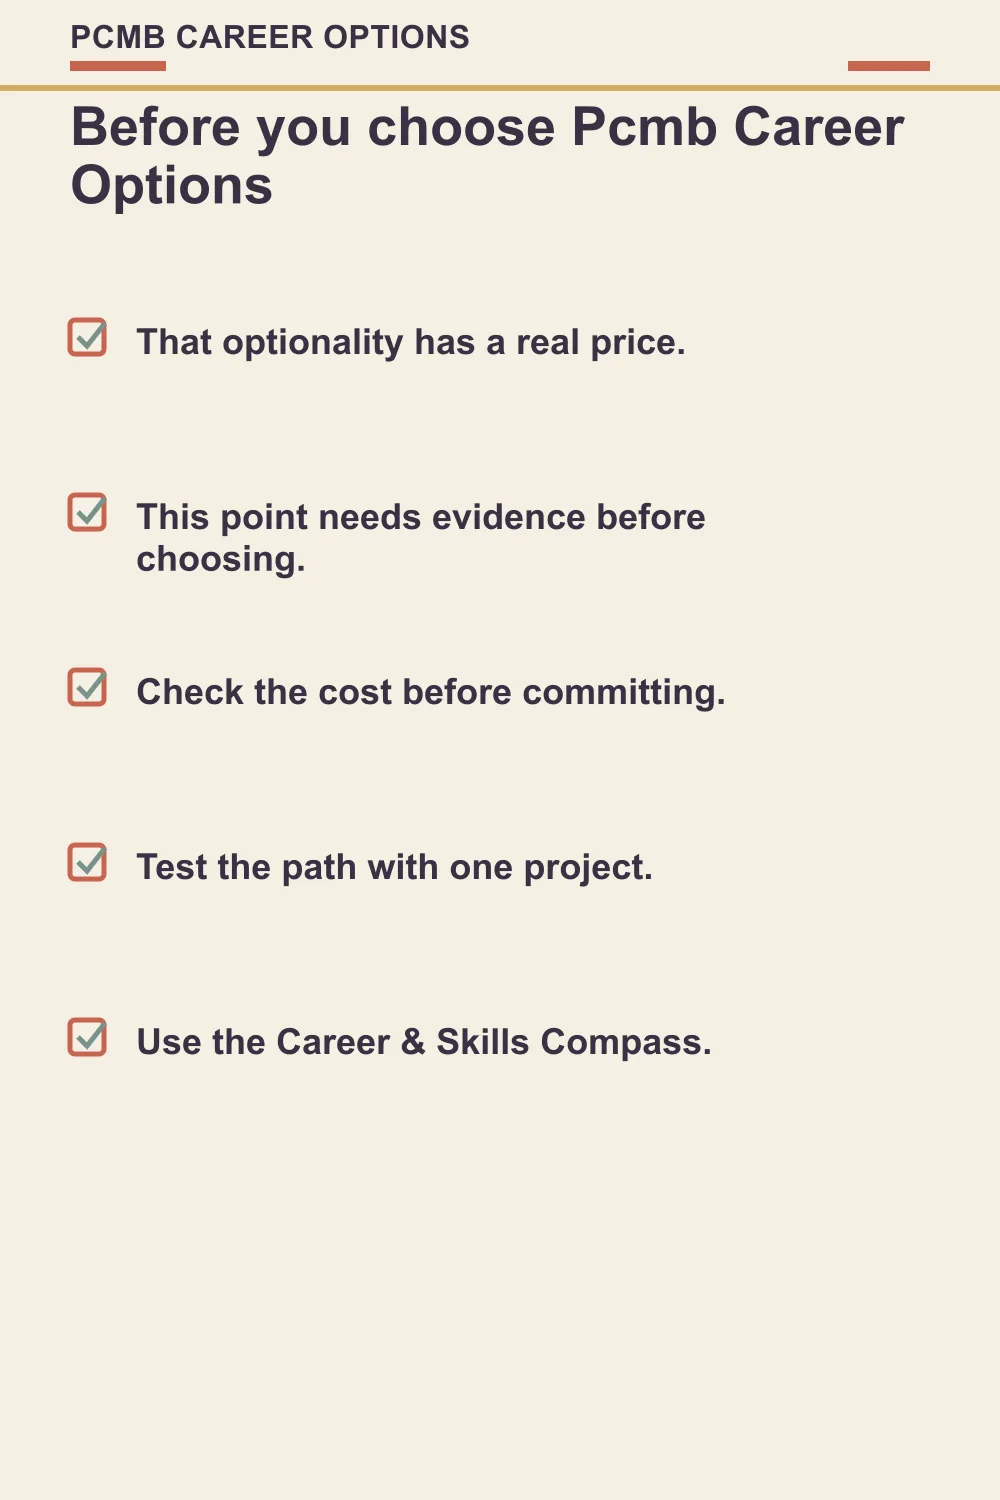 PCMB CAREER OPTIONS
Before you choose Pcmb Career
Options
That optionality has a real price.
This point needs evidence before
choosing.
Check the cost before committing.
Test the path with one project.
Use the Career & Skills Compass.